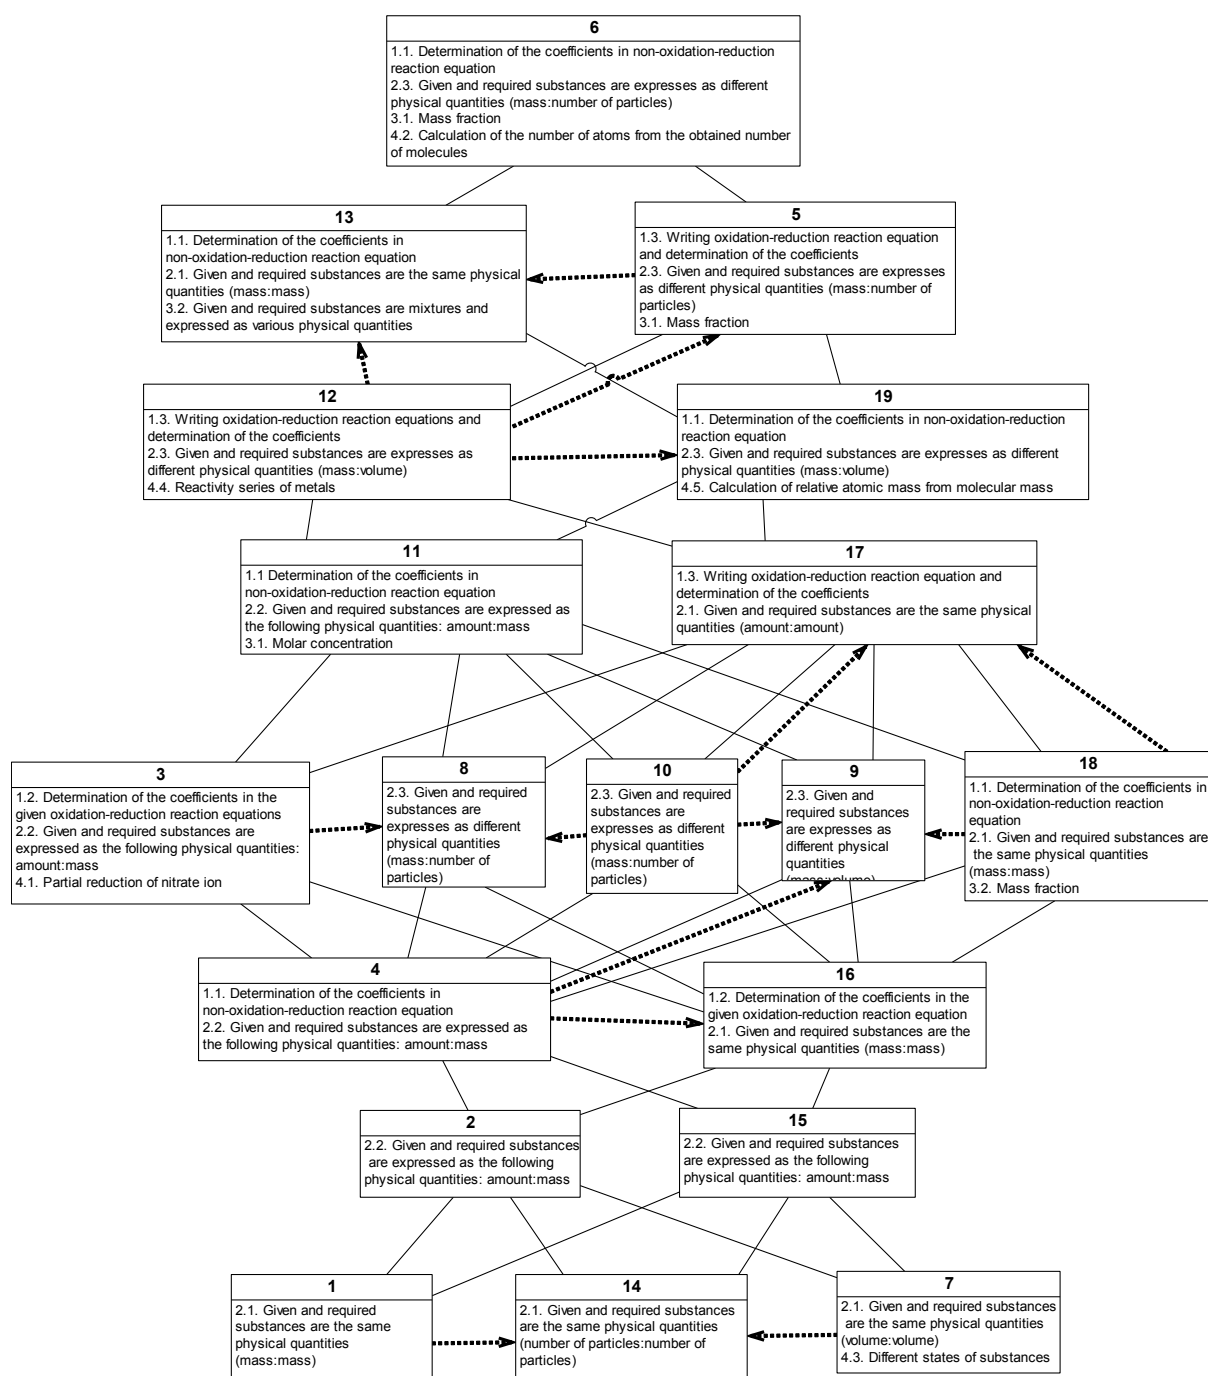 6
1.1. Determination of the coefficients in non-oxidation-reduction
reaction equation
2.3. Given and required substances are expresses as different
physical quantities (mass:number of particles)
3.1. Mass fraction
4.2. Calculation of the number of atoms from the obtained number
of molecules
13
1.1. Determination of the coefficients in
non-oxidation-reduction reaction equation
2.1. Given and required substances are the same physical
quantities (mass:mass)
3.2. Given and required substances are mixtures and
expressed as various physical quantities
5
1.3. Writing oxidation-reduction reaction equation
and determination of the coefficients
2.3. Given and required substances are expresses
as different physical quantities (mass:number of
particles)
3.1. Mass fraction
12
1.3. Writing oxidation-reduction reaction equations and
determination of the coefficients
2.3. Given and required substances are expresses as
different physical quantities (mass:volume)
4.4. Reactivity series of metals
19
1.1. Determination of the coefficients in non-oxidation-reduction
reaction equation
2.3. Given and required substances are expresses as different
physical quantities (mass:volume)
4.5. Calculation of relative atomic mass from molecular mass
11
1.1 Determination of the coefficients in
non-oxidation-reduction reaction equation
2.2. Given and required substances are expressed as
the following physical quantities: amount:mass
3.1. Molar concentration
17
1.3. Writing oxidation-reduction reaction equation and
determination of the coefficients
2.1. Given and required substances are the same physical
quantities (amount:amount)
3
1.2. Determination of the coefficients in the
given oxidation-reduction reaction equations
2.2. Given and required substances are
expressed as the following physical quantities:
amount:mass
4.1. Partial reduction of nitrate ion
8
2.3. Given and required
substances are
expresses as different
physical quantities
(mass:number of
particles)
10
2.3. Given and required
substances are
expresses as different
physical quantities
(mass:number of
particles)
9
2.3. Given and
required substances
are expresses as
different physical
quantities
(mass:volume)
18
1.1. Determination of the coefficients in
non-oxidation-reduction reaction
equation
2.1. Given and required substances are
the same physical quantities
(mass:mass)
3.2. Mass fraction
4
1.1. Determination of the coefficients in
non-oxidation-reduction reaction equation
2.2. Given and required substances are expressed as
the following physical quantities: amount:mass
16
1.2. Determination of the coefficients in the
given oxidation-reduction reaction equation
2.1. Given and required substances are the
same physical quantities (mass:mass)
2
2.2. Given and required substances
are expressed as the following
physical quantities: amount:mass
15
2.2. Given and required substances
are expressed as the following
physical quantities: amount:mass
1
2.1. Given and required
substances are the same
physical quantities
(mass:mass)
14
2.1. Given and required substances
are the same physical quantities
(number of particles:number of
particles)
7
2.1. Given and required substances
are the same physical quantities
(volume:volume)
4.3. Different states of substances